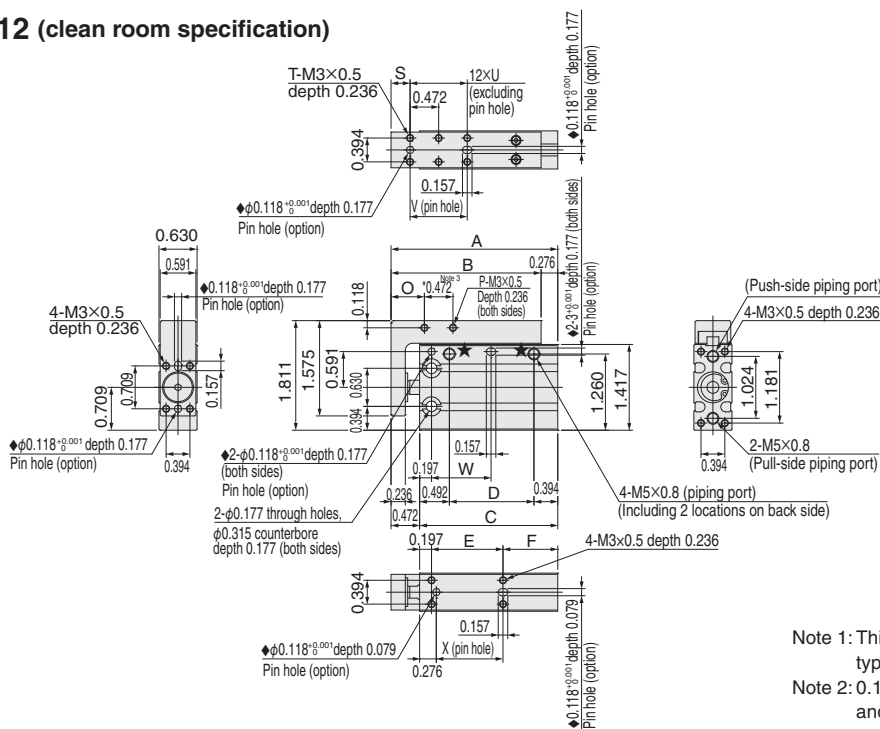 12 (clean room specification)
T-M3×0.5
depth 0.236
S
12×U
(excluding
pin hole)
0.472
0.394
0.157
V (pin hole)
◆0.118+0.001 0 depth 0.177
Pin hole (option)
◆φ0.118+0.001 0 depth 0.177
Pin hole (option)
0.630
0.591
◆0.118+0.001 0 depth 0.177
Pin hole (option)
4-M3×0.5
depth 0.236
0.709
0.709
0.157
0.394
◆φ0.118+0.001 0 depth 0.177
Pin hole (option)
A
B
0.276
O
*0.472
Note 3
P-M3×0.5
Depth 0.236
(both sides)
◆2-3+0.001 0 depth 0.177 (both sides)
Pin hole (option)
0.118
1.811
1.575
0.591
0.630
0.394
★
★
1.260
1.417
0.157
0.197
W
0.236
0.492
D
0.394
0.472
C
◆2-φ0.118+0.001 0 depth 0.177
(both sides)
Pin hole (option)
2-φ0.177 through holes,
φ0.315 counterbore
depth 0.177 (both sides)
4-M5×0.8 (piping port)
(Including 2 locations on back side)
(Push-side piping port)
4-M3×0.5 depth 0.236
1.024
1.181
0.394
2-M5×0.8
(Pull-side piping port)
0.197
E
F
4-M3×0.5 depth 0.236
0.394
0.157
X (pin hole)
0.276
◆φ0.118+0.001 0 depth 0.079
Pin hole (option)
◆0.118+0.001 0 depth 0.079
Pin hole (option)
Note 1: Thi
typ
Note 2: 0.1
and